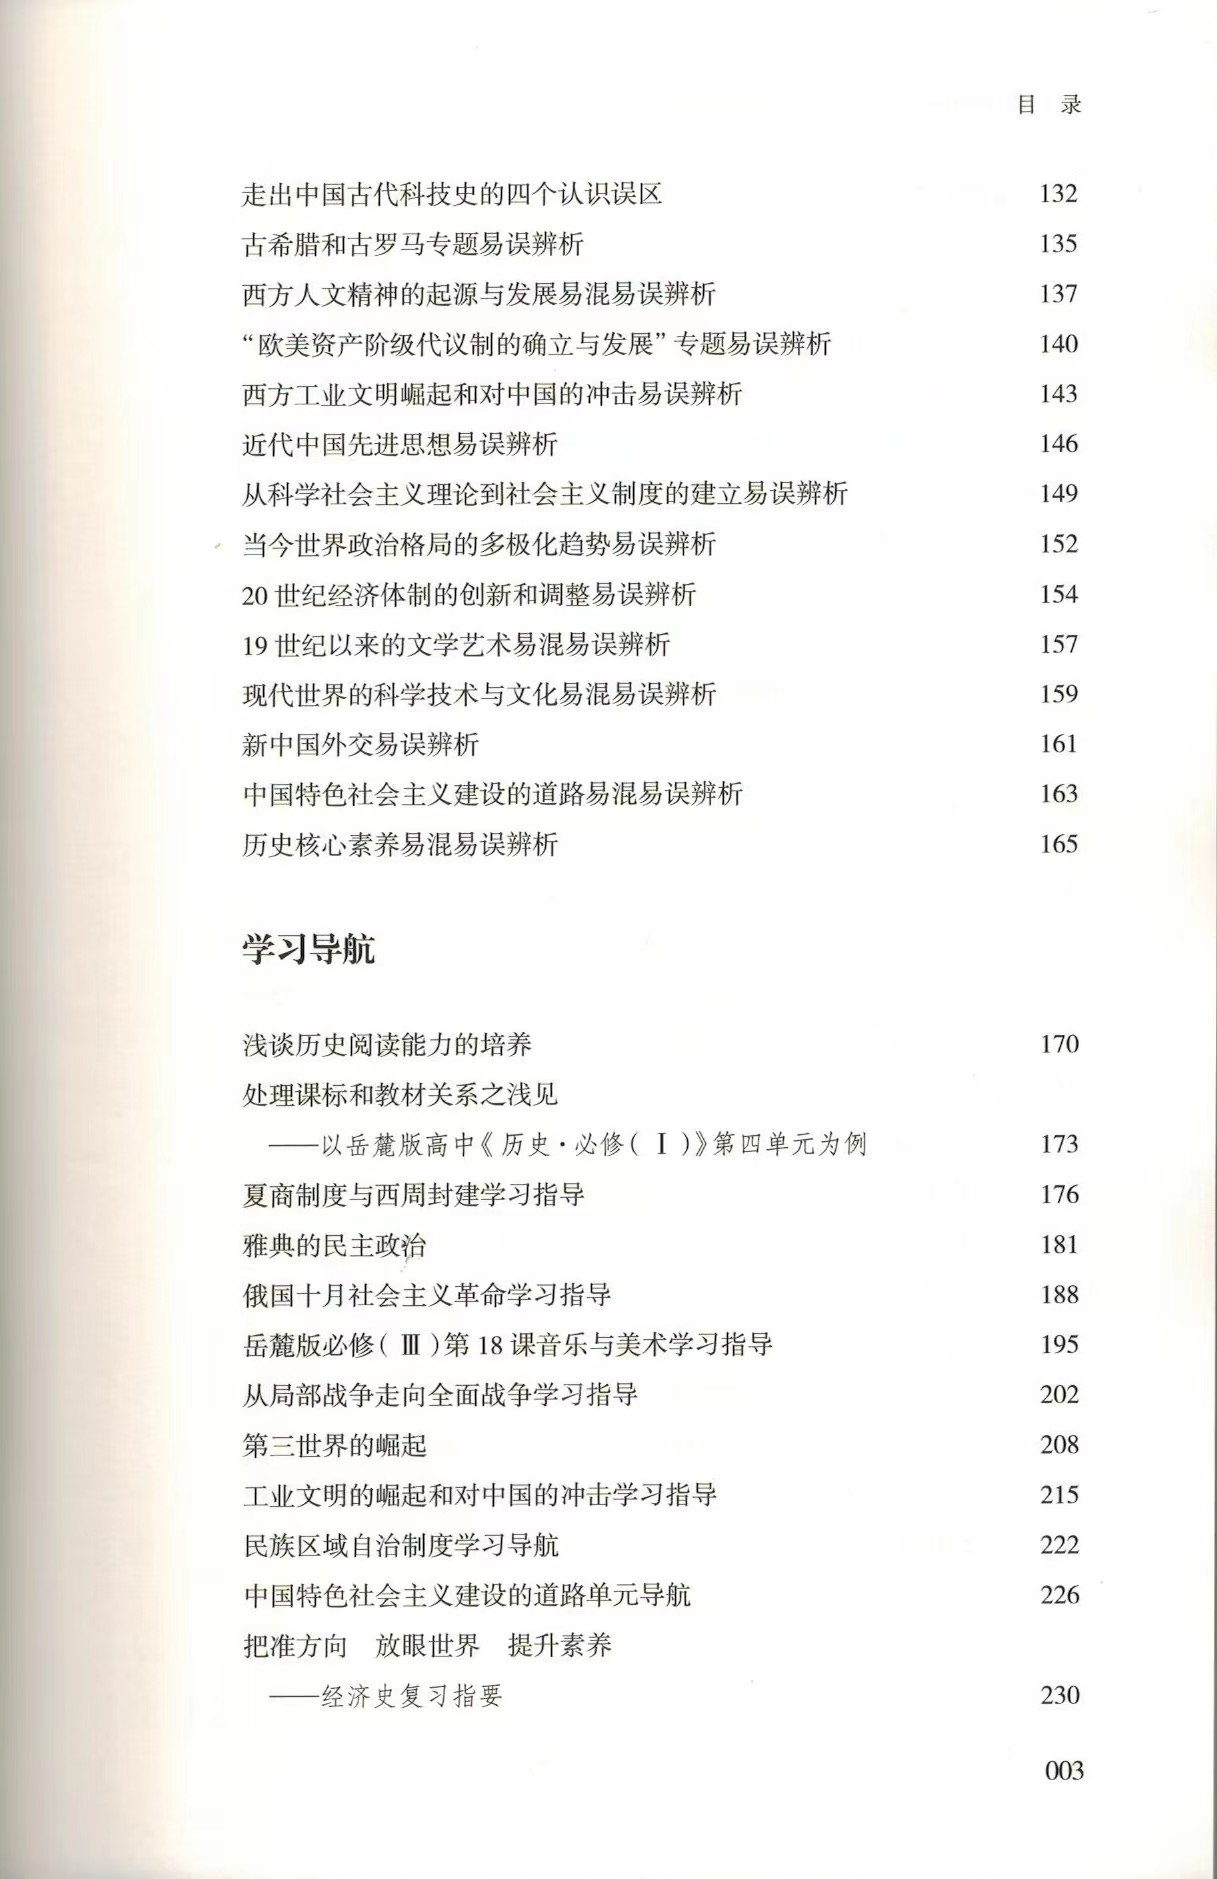 目 录
走出中国古代科技史的四个认识误区 132
古希腊和古罗马专题易误辨析 135
西方人文精神的起源与发展易混易误辨析 137
“欧美资产阶级代议制的确立与发展”专题易误辨析 140
西方工业文明崛起和对中国的冲击易误辨析 143
近代中国先进思想易误辨析 146
从科学社会主义理论到社会主义制度的建立易误辨析 149
当今世界政治格局的多极化趋势易误辨析 152
20 世纪经济体制的创新和调整易误辨析 154
19 世纪以来的文学艺术易混易误辨析 157
现代世界的科学技术与文化易混易误辨析 159
新中国外交易误辨析 161
中国特色社会主义建设的道路易混易误辨析 163
历史核心素养易混易误辨析 165
学习导航
浅谈历史阅读能力的培养 170
处理课标和教材关系之浅见
——以岳麓版高中《历史·必修(Ⅰ)》第四单元为例 173
夏商制度与西周封建学习指导 176
雅典的民主政治 181
俄国十月社会主义革命学习指导 188
岳麓版必修(Ⅲ)第 18 课音乐与美术学习指导 195
从局部战争走向全面战争学习指导 202
第三世界的崛起 208
工业文明的崛起和对中国的冲击学习指导 215
民族区域自治制度学习导航 222
中国特色社会主义建设的道路单元导航 226
把准方向 放眼世界 提升素养
——经济史复习指要 230
003